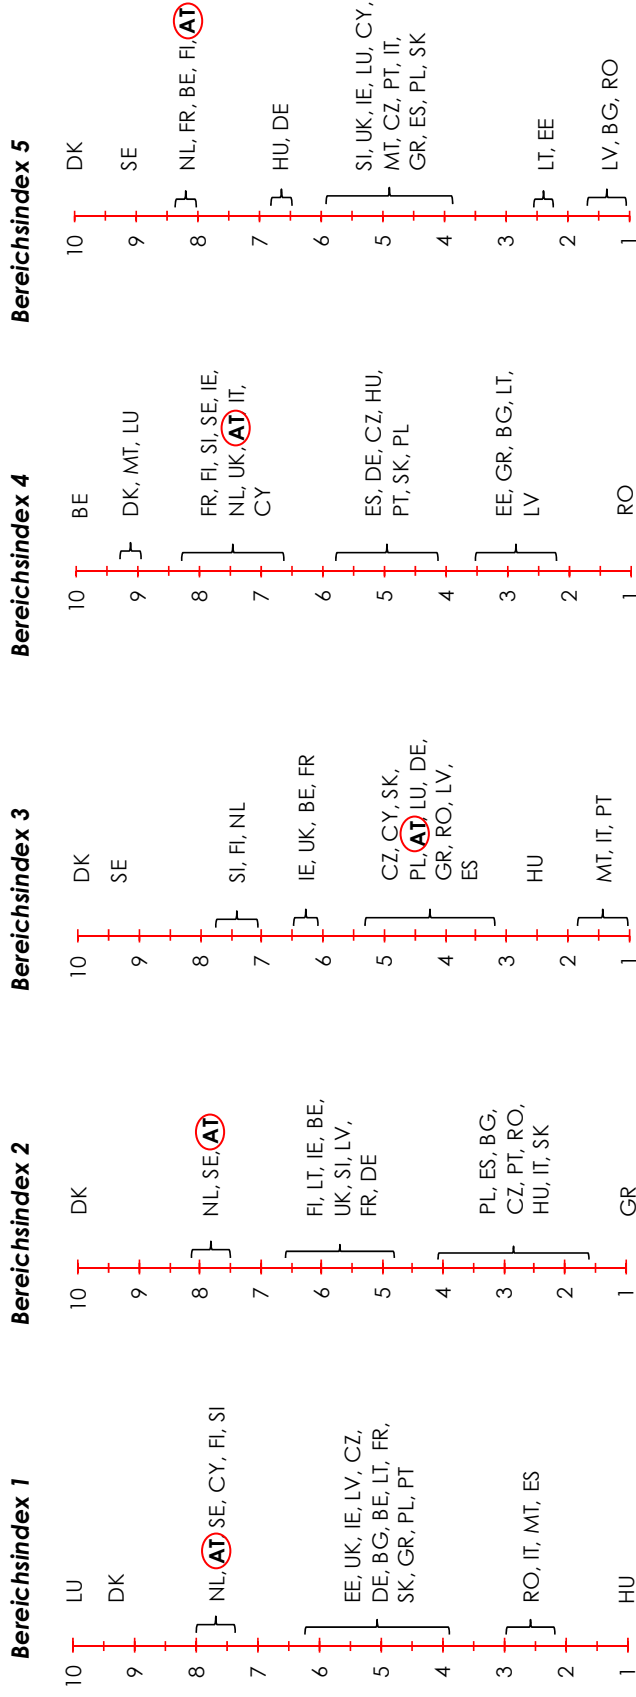 Bereichsindex 1
10
9
8
7
6
5
4
3
2
1
LU
DK
NL, AT, SE, CY, FI, SI
EE, UK, IE, LV, CZ,
DE, BG, BE, LT, FR,
SK, GR, PL, PT
RO, IT, MT, ES
HU
Bereichsindex 2
10
9
8
7
6
5
4
3
2
1
DK
NL, SE, AT
FI, LT, IE, BE,
UK, SI, LV,
FR, DE
PL, ES, BG,
CZ, PT, RO,
HU, IT, SK
GR
Bereichsindex 3
10
9
8
7
6
5
4
3
2
1
DK
SE
SI, FI, NL
IE, UK, BE, FR
CZ, CY, SK,
PL, AT, LU, DE,
GR, RO, LV,
ES
HU
MT, IT, PT
Bereichsindex 4
10
9
8
7
6
5
4
3
2
1
BE
DK, MT, LU
FR, FI, SI, SE, IE,
NL, UK, AT, IT,
CY
ES, DE, CZ, HU,
PT, SK, PL
EE, GR, BG, LT,
LV
RO
Bereichsindex 5
10
9
8
7
6
5
4
3
2
1
DK
SE
NL, FR, BE, FI, AT
HU, DE
SI, UK, IE, LU, CY,
MT, CZ, PT, IT,
GR, ES, PL, SK
LT, EE
LV, BG, RO